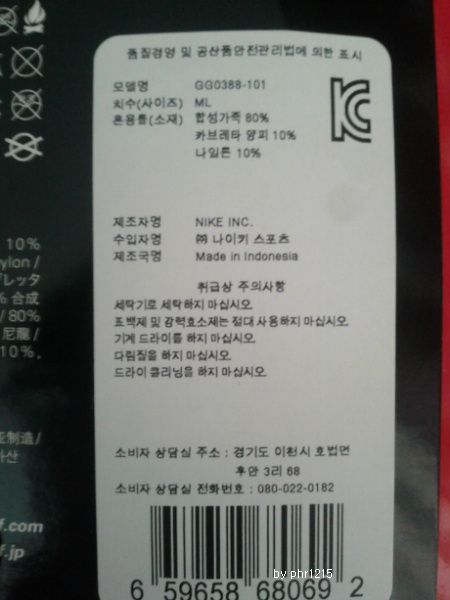 품질경영 및 공산품안전관리법에 의한 표시
모델명 GG0388-101
치수(사이즈) ML
혼용률(소재) 합성가죽 80%
카브레타 양피 10%
나일론 10%
제조자명 NIKE INC.
수입자명 ㈜ 나이키 스포츠
제조국명 Made in Indonesia
취급상 주의사항
세탁기로 세탁하지 마십시오.
표백제 및 강력효소제는 절대 사용하지 마십시오.
기계 드라이를 하지 마십시오.
다림질을 하지 마십시오.
드라이 클리닝을 하지 마십시오.
소비자 상담실 주소 : 경기도 이천시 호법면
후안 3리 68
소비자 상담실 전화번호 : 080-022-0182
6 59658 68069 2
by phr1215
10%
ylon /
レッタ
% 合成
/ 80%
尼龍 /
10% ,
制造 /
산
f.com
f.jp